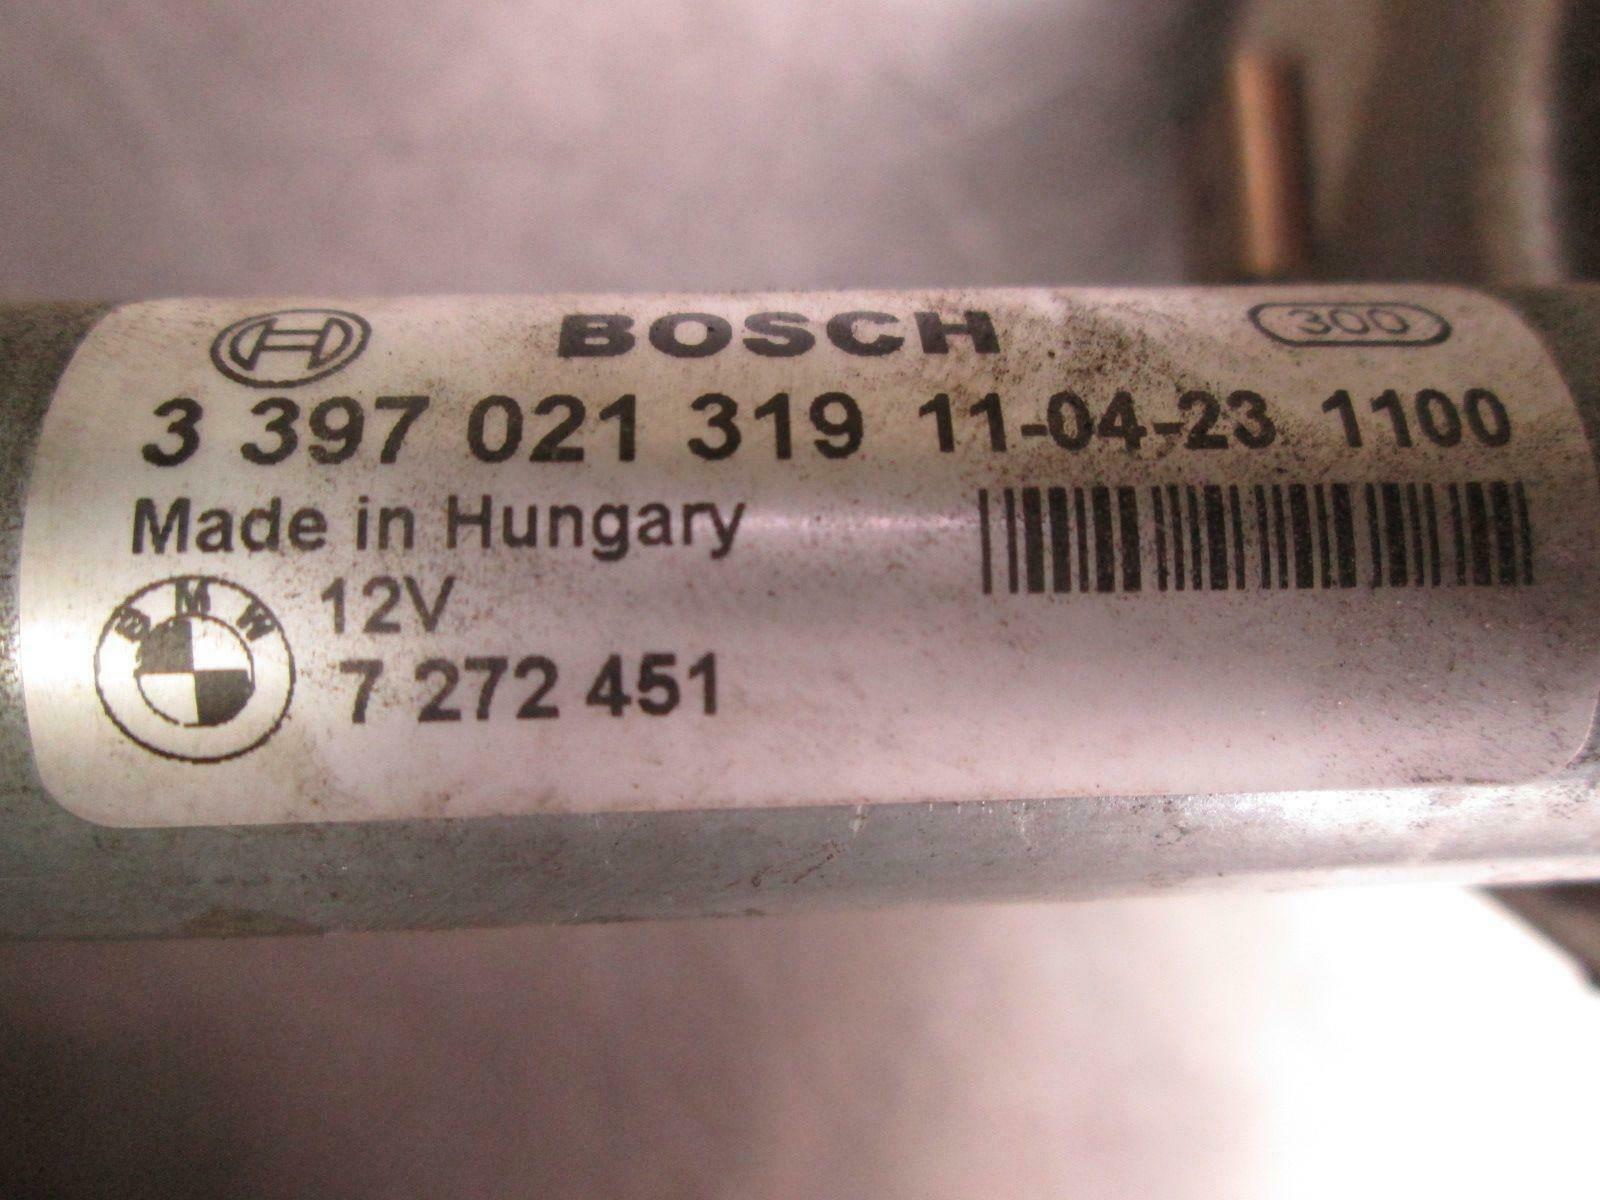 BOSCH 300
3 397 021 319 11-04-23 1100
Made in Hungary
BMW 12V
7 272 451